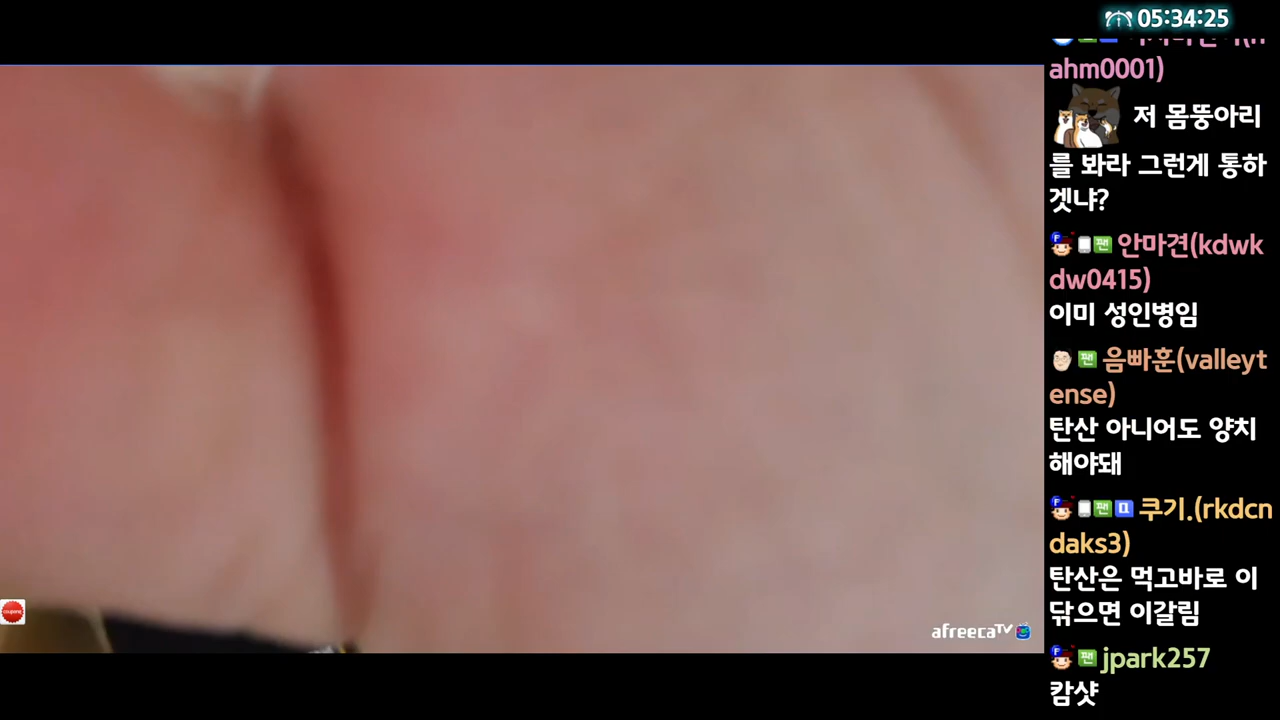 05:34:25
ahm0001)
저 몸뚱아리
를 봐라 그런게 통하
겟냐?
안마견(kdwk
dw0415)
이미 성인병임
음빠훈(valleyt
ense)
탄산 아니어도 양치
해야돼
쿠기.(rkdcn
daks3)
탄산은 먹고바로 이
닦으면 이갈림
jpark257
캄샷
afreecaTV
coupang